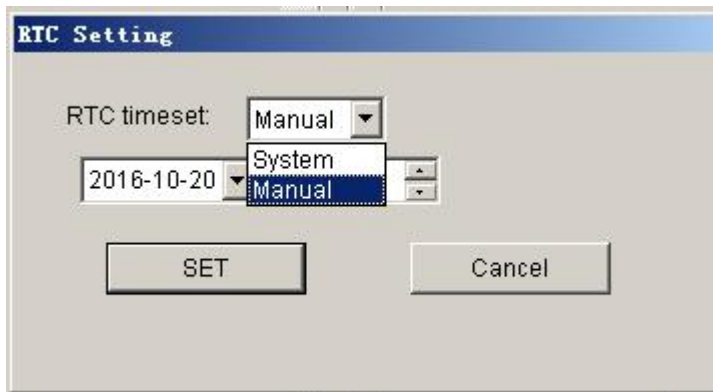 RTC Setting
RTC timeset: Manual
System
2016-10-20 Manual
SET Cancel